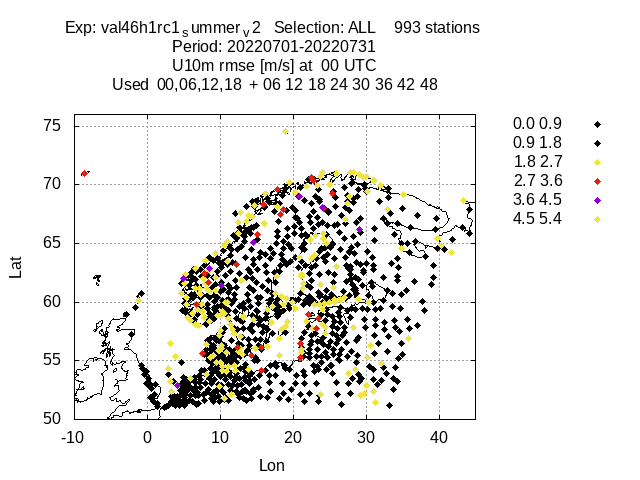 Exp: val46h1rc1 s ummer v 2 Selection: ALL 993 stations
Period: 20220701-20220731
U10m rmse [m/s] at 00 UTC
Used 00,06,12,18 + 06 12 18 24 30 36 42 48
75
70
65
60
55
50
Lat
-10 0 10 20 30 40
Lon
0.0 0.9
0.9 1.8
1.8 2.7
2.7 3.6
3.6 4.5
4.5 5.4